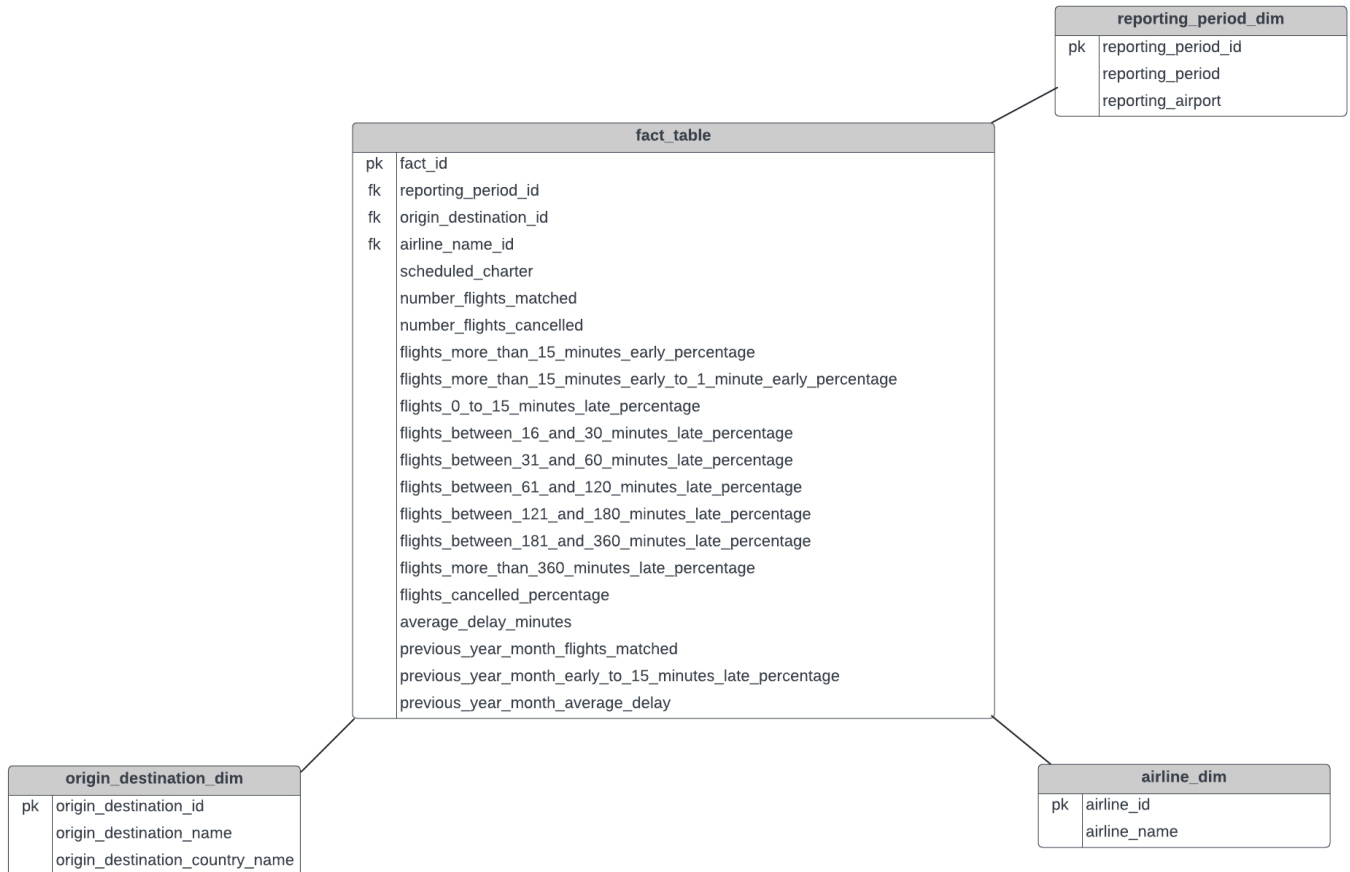 reporting_period_dim
pk reporting_period_id
reporting_period
reporting_airport
fact_table
pk fact_id
fk reporting_period_id
fk origin_destination_id
fk airline_name_id
scheduled_charter
number_flights_matched
number_flights_cancelled
flights_more_than_15_minutes_early_percentage
flights_more_than_15_minutes_early_to_1_minute_early_percentage
flights_0_to_15_minutes_late_percentage
flights_between_16_and_30_minutes_late_percentage
flights_between_31_and_60_minutes_late_percentage
flights_between_61_and_120_minutes_late_percentage
flights_between_121_and_180_minutes_late_percentage
flights_between_181_and_360_minutes_late_percentage
flights_more_than_360_minutes_late_percentage
flights_cancelled_percentage
average_delay_minutes
previous_year_month_flights_matched
previous_year_month_early_to_15_minutes_late_percentage
previous_year_month_average_delay
origin_destination_dim
pk origin_destination_id
origin_destination_name
origin_destination_country_name
airline_dim
pk airline_id
airline_name